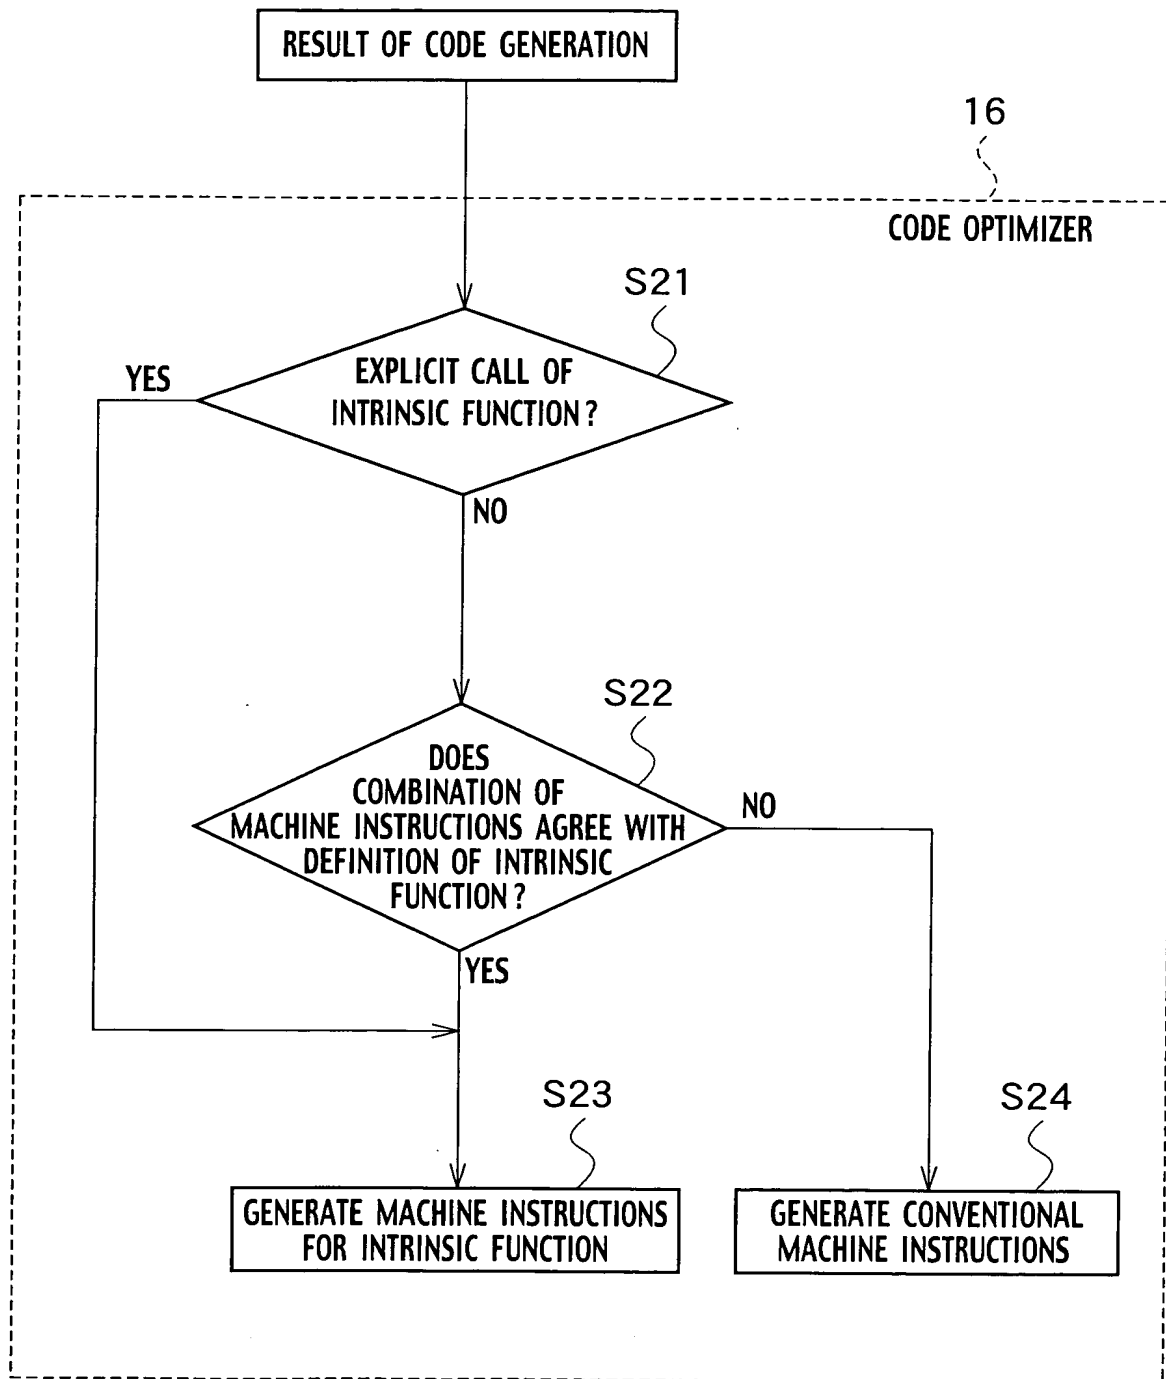 RESULT OF CODE GENERATION
16
CODE OPTIMIZER
S21
EXPLICIT CALL OF
INTRINSIC FUNCTION?
YES
NO
S22
DOES
COMBINATION OF
MACHINE INSTRUCTIONS AGREE WITH
DEFINITION OF INTRINSIC
FUNCTION?
NO
YES
S23
GENERATE MACHINE INSTRUCTIONS
FOR INTRINSIC FUNCTION
S24
GENERATE CONVENTIONAL
MACHINE INSTRUCTIONS